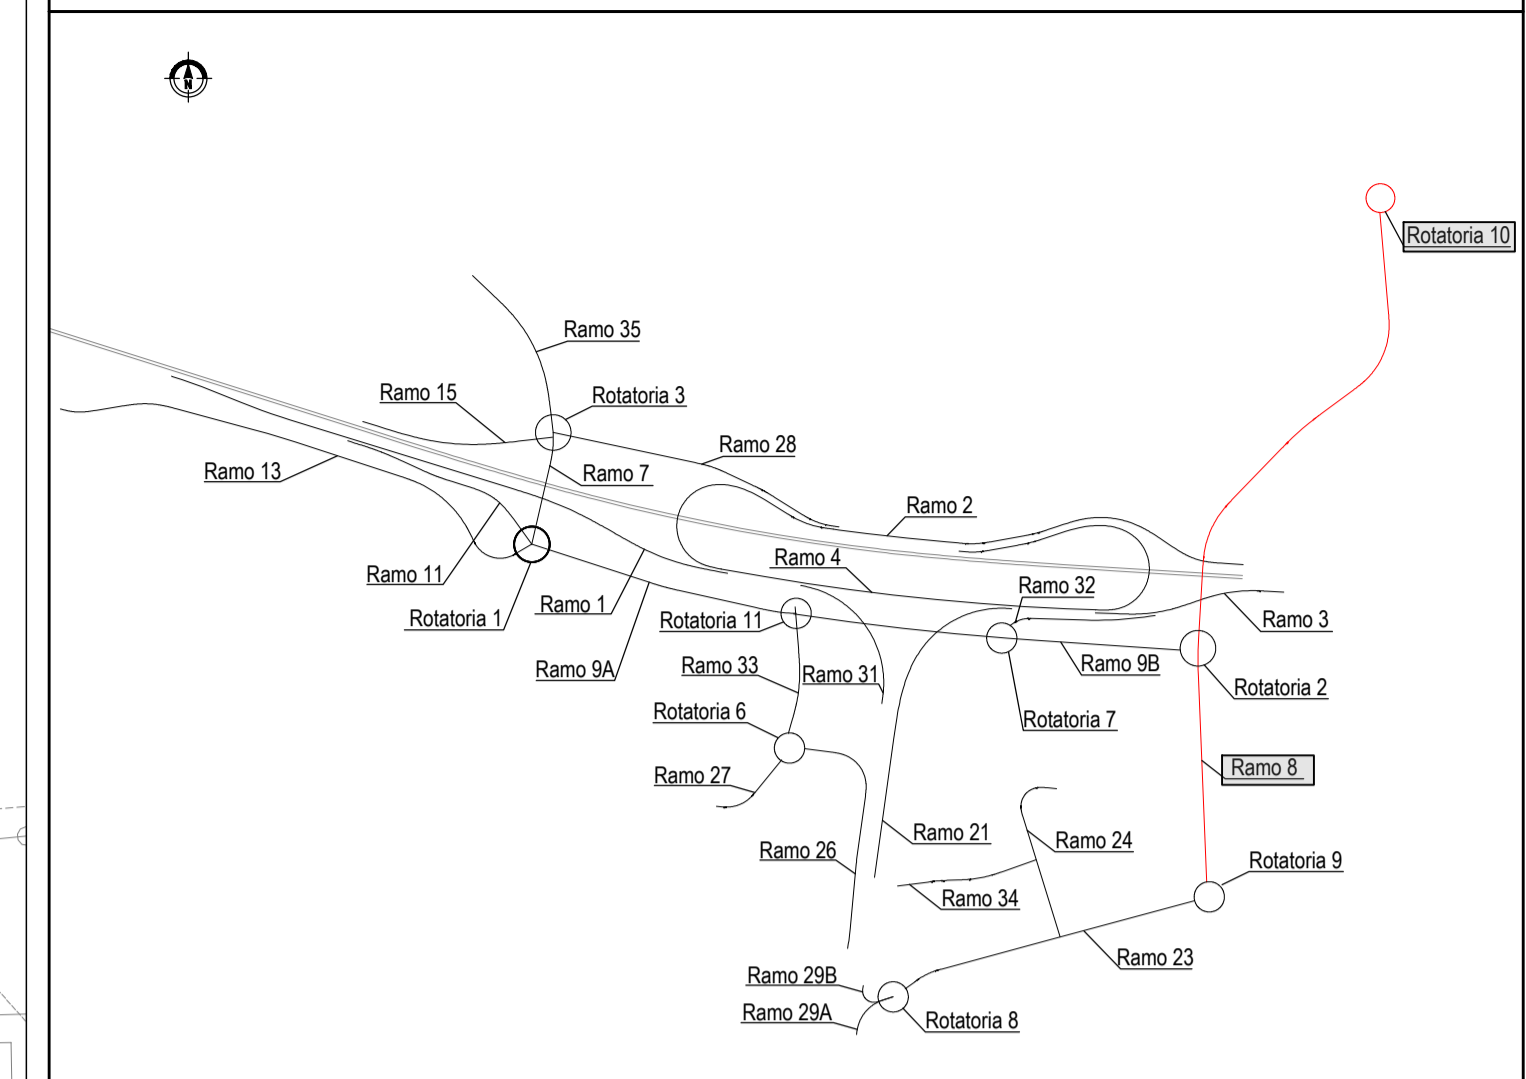 N
Rotatoria 10
Ramo 35
Ramo 15
Rotatoria 3
Ramo 28
Ramo 13
Ramo 7
Ramo 2
Ramo 4
Ramo 11
Ramo 32
Ramo 1
Rotatoria 1
Rotatoria 11
Ramo 3
Ramo 9A
Ramo 33
Ramo 31
Ramo 9B
Rotatoria 2
Rotatoria 6
Rotatoria 7
Ramo 27
Ramo 8
Ramo 21
Ramo 24
Ramo 26
Rotatoria 9
Ramo 34
Ramo 23
Ramo 29B
Ramo 29A
Rotatoria 8